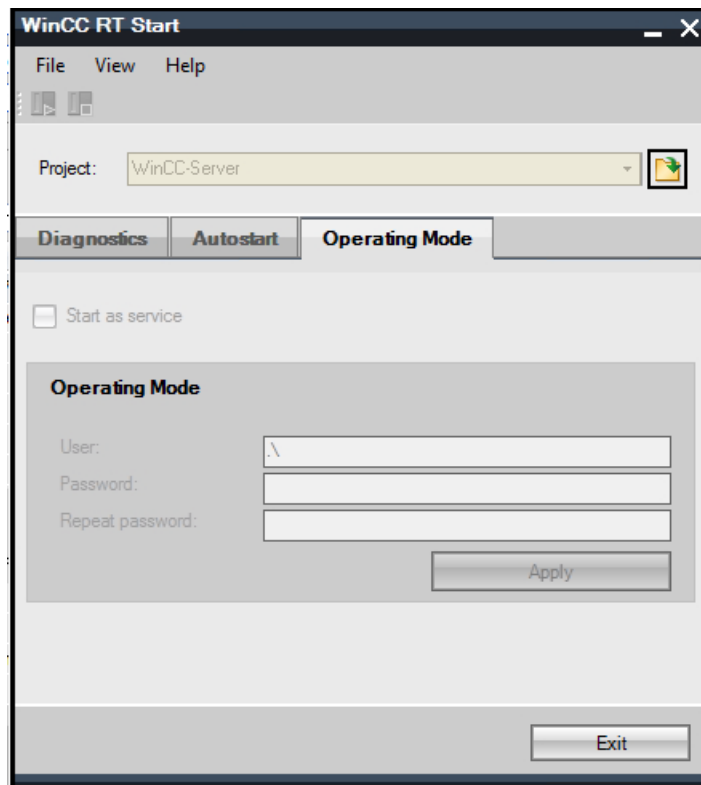 WinCC RT Start
File View Help
Project: WinCC-Server
Diagnostics Autostart Operating Mode
Start as service
Operating Mode
User: .\
Password:
Repeat password:
Apply
Exit